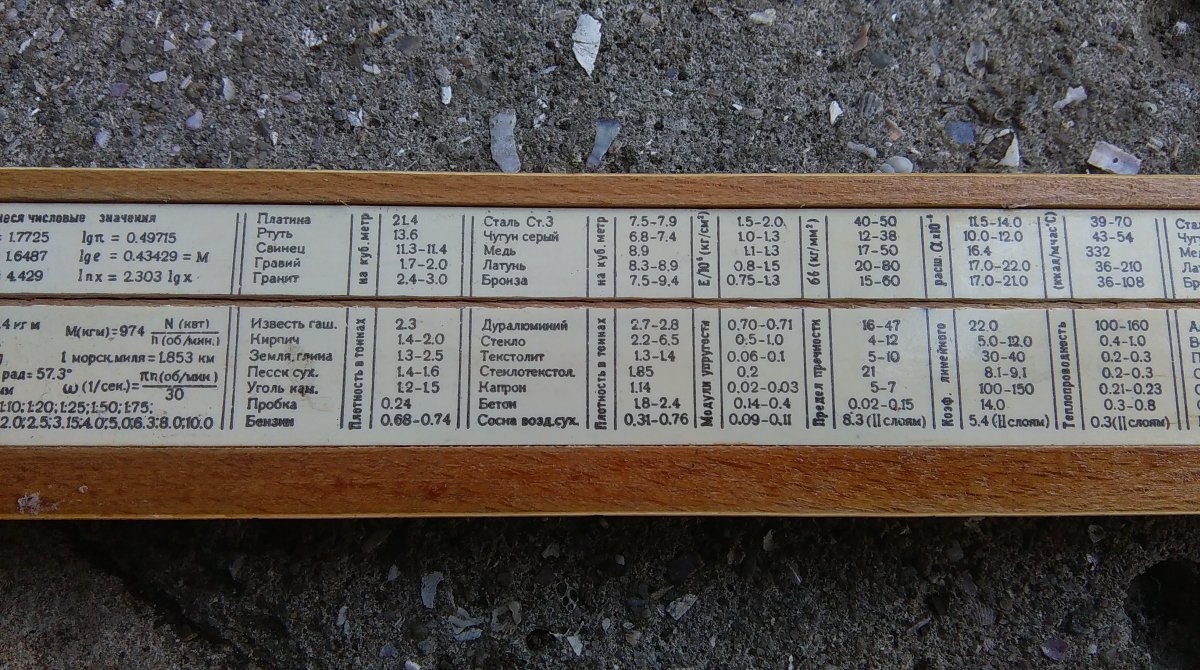 числовые значения Платина на куб. метр 21.4 Сталь Ст.3 на куб. метр 7.5-7.9 E/10⁶ (кг/см²) 1.5-2.0 бб (кг/мм²) 40-50 расш. 11.5-14.0 (ккал/мчас°С) 39-70
= 1.7725 lgπ = 0.49715 Ртуть 13.6 Чугун серый 6.8-7.4 1.0-1.3 12-38 10.0-12.0 43-54
1.6487 lge = 0.43429 = M Свинец 11.3-11.4 Медь 8.9 1.1-1.3 17-50 16.4 332
4.429 lnx = 2.303 lgx Гравий 1.7-2.0 Латунь 8.3-8.9 0.8-1.5 20-80 17.0-22.0 36-210
Гранит 2.4-3.0 Бронза 7.5-9.4 0.75-1.3 15-60 17.0-21.0 36-108
М(кгм)=974 N (квт) / n (об/мин.) Известь гаш. Плотность в тоннах 2.3 Дуралюминий Плотность в тоннах 2.7-2.8 Модули упругости 0.70-0.71 Предел прочности 16-47 Коэф линейного 22.0 Теплопроводность 100-160
1 морск.миля=1.853 км Кирпич 1.4-2.0 Стекло 2.2-6.5 0.5-1.0 4-12 5.0-12.0 0.4-1.0
рад=57.3° ω (1/сек.)= πn(об/мин) / 30 Земля, глина 1.3-2.5 Текстолит 1.3-1.4 0.06-0.1 5-10 30-40 0.2-0.3
Песок сух. 1.4-1.6 Стеклотекстол. 1.85 0.2 21 8.1-9.1 0.2-0.3
Уголь кам. 1.2-1.5 Капрон 1.14 0.02-0.03 5-7 100-150 0.21-0.23
1:10; 1:20; 1:25; 1:50; 1:75; Пробка 0.24 Бетон 1.8-2.4 0.14-0.4 0.02-0.15 14.0 0.3-0.8
2.0; 2.5; 3.15; 4.0; 5.0; 6.3; 8.0; 10.0 Бензин 0.68-0.74 Сосна возд.сух. 0.31-0.76 0.09-0.11 8.3 (II слоям) 5.4 (II слоям) 0.3 (II слоям)